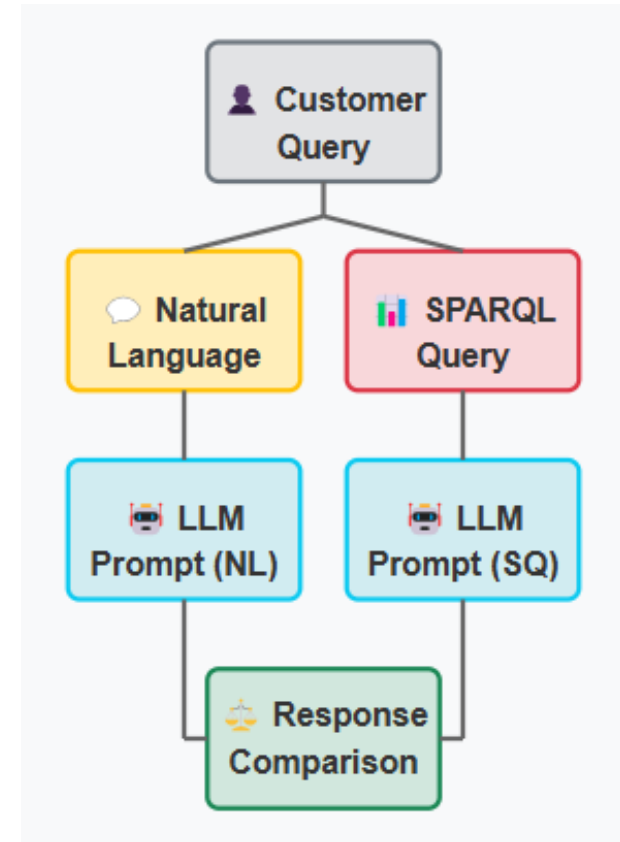 Customer
Query
Natural
Language
SPARQL
Query
LLM
Prompt (NL)
LLM
Prompt (SQ)
Response
Comparison